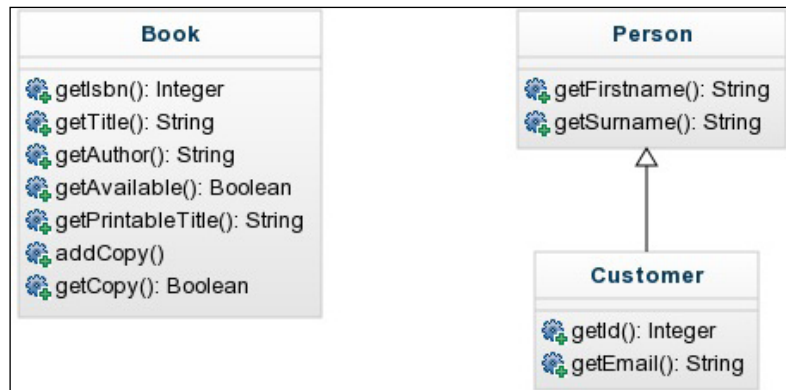 Book
getIsbn(): Integer
getTitle(): String
getAuthor(): String
getAvailable(): Boolean
getPrintableTitle(): String
addCopy()
getCopy(): Boolean
Person
getFirstname(): String
getSurname(): String
Customer
getId(): Integer
getEmail(): String